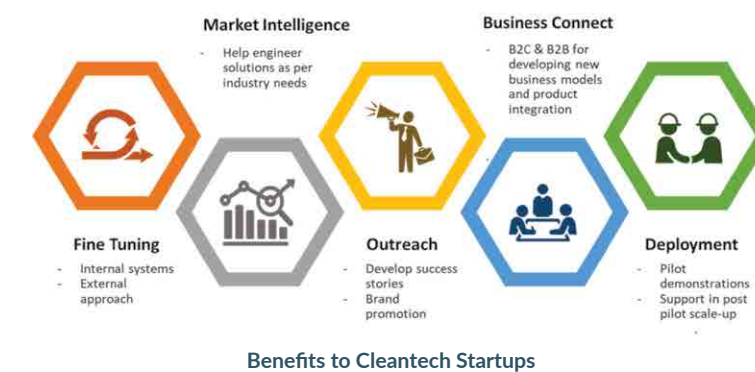 Market Intelligence
- Help engineer
solutions as per
industry needs
Business Connect
- B2C & B2B for
developing new
business models
and product
integration
Fine Tuning
- Internal systems
- External
approach
Outreach
- Develop success
stories
- Brand
promotion
Deployment
- Pilot
demonstrations
- Support in post
pilot scale-up
Benefits to Cleantech Startups